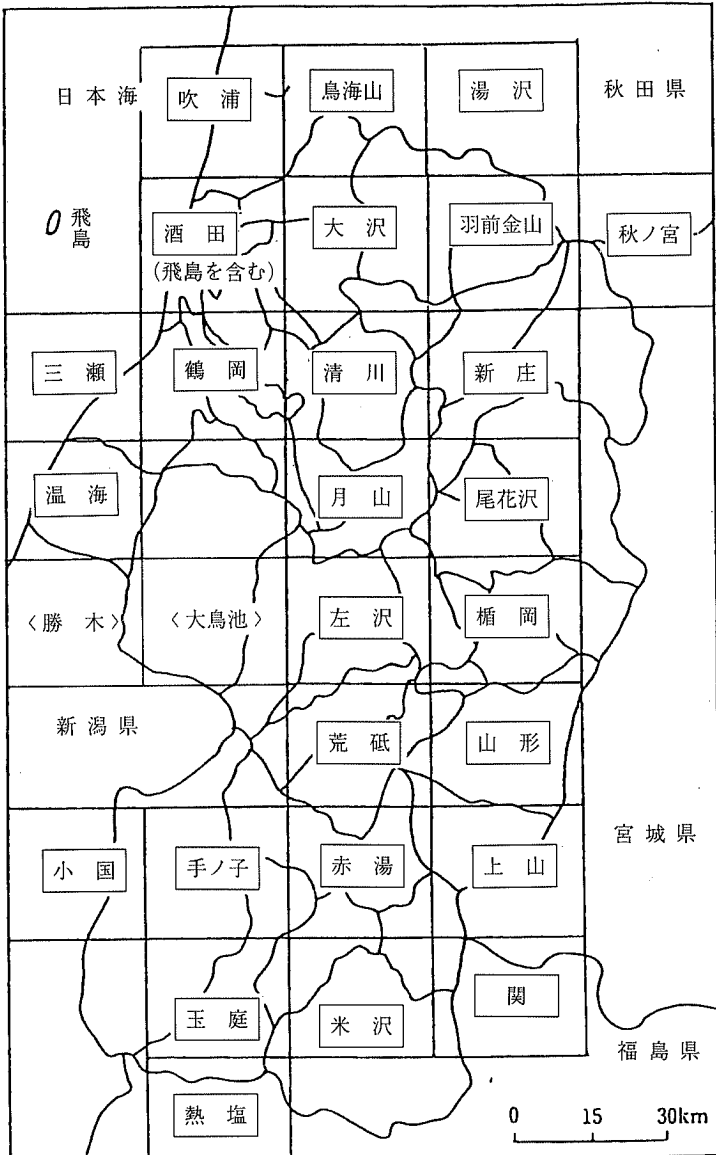 日本海
吹浦
鳥海山
湯沢
秋田県
飛島
酒田
(飛島を含む)
大沢
羽前金山
秋ノ宮
三瀬
鶴岡
清川
新庄
温海
月山
尾花沢
〈勝木〉
〈大鳥池〉
左沢
楯岡
新潟県
荒砥
山形
宮城県
小国
手ノ子
赤湯
上山
玉庭
米沢
関
福島県
熱塩
0 15 30km